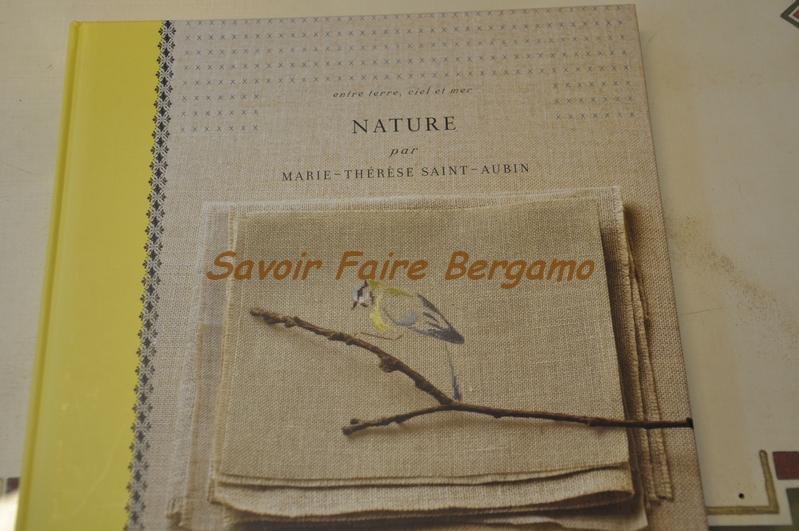 entre terre, ciel et mer
NATURE
par
MARIE-THÉRÈSE SAINT-AUBIN
Savoir Faire Bergamo